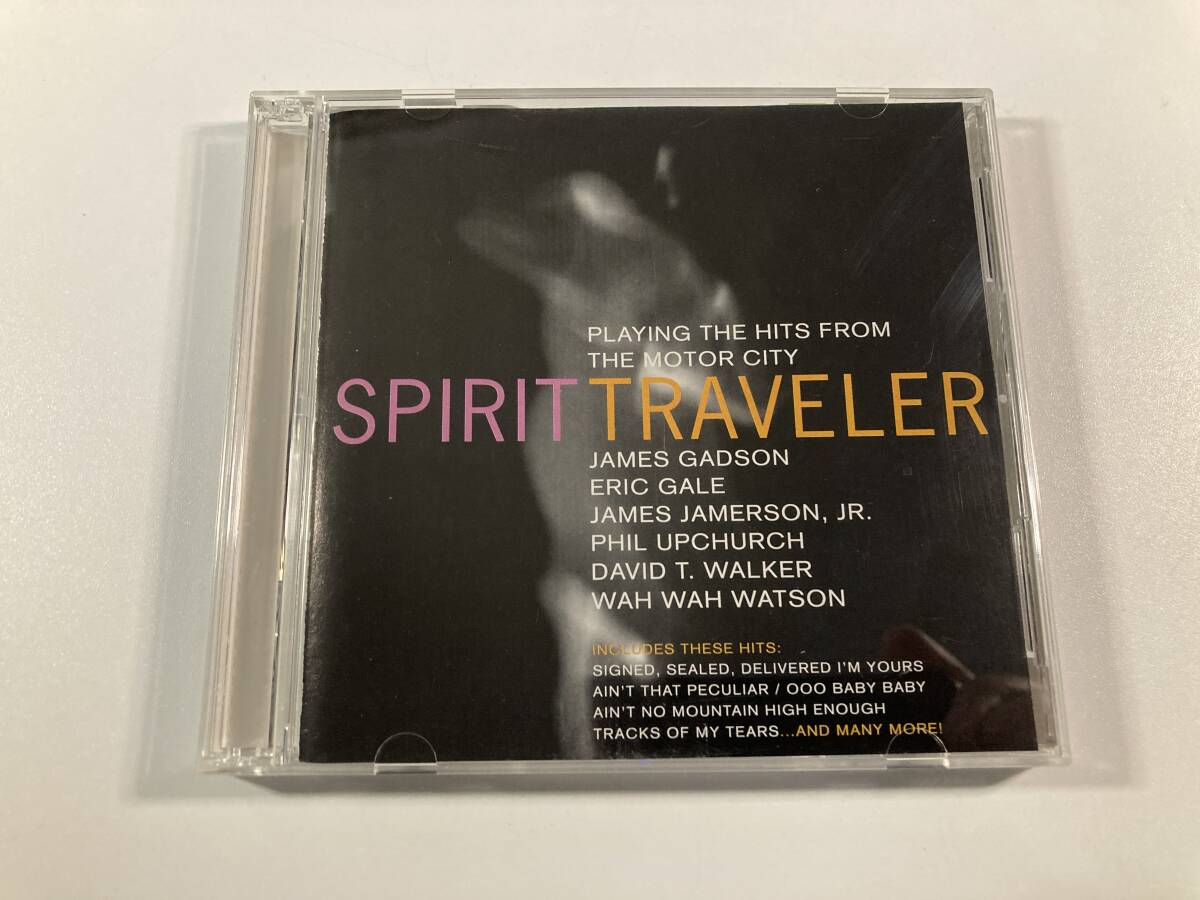 PLAYING THE HITS FROM
THE MOTOR CITY
SPIRITTRAVELER
JAMES GADSON
ERIC GALE
JAMES JAMERSON, JR.
PHIL UPCHURCH
DAVID T. WALKER
WAH WAH WATSON
INCLUDES THESE HITS:
SIGNED, SEALED, DELIVERED I'M YOURS
AIN'T THAT PECULIAR / OOO BABY BABY
AIN'T NO MOUNTAIN HIGH ENOUGH
TRACKS OF MY TEARS...AND MANY MORE!